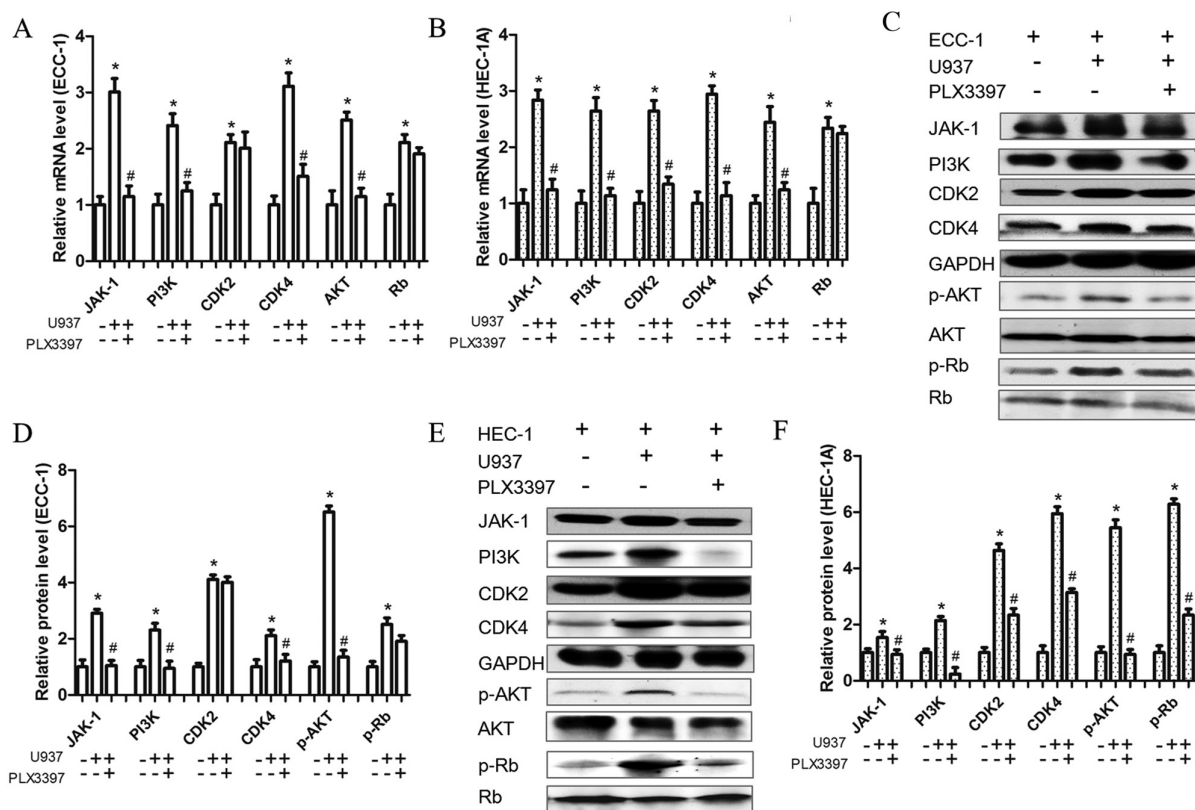 A
Relative mRNA level (ECC-1)
4
3
2
1
0
* * * * * *
# # # #
JAK-1 PI3K CDK2 CDK4 AKT Rb
U937 - + + - + + - + + - + + - + + - + +
PLX3397 - - + - - + - - + - - + - - + - - +
B
Relative mRNA level (HEC-1A)
4
3
2
1
0
* * * * * *
# # # # #
JAK-1 PI3K CDK2 CDK4 AKT Rb
U937 - + + - + + - + + - + + - + + - + +
PLX3397 - - + - - + - - + - - + - - + - - +
C
ECC-1 + + +
U937 - + +
PLX3397 - - +
JAK-1
PI3K
CDK2
CDK4
GAPDH
p-AKT
AKT
p-Rb
Rb
D
Relative protein level (ECC-1)
8
6
4
2
0
* * * * * *
# # # #
JAK-1 PI3K CDK2 CDK4 p-AKT p-Rb
U937 - + + - + + - + + - + + - + + - + +
PLX3397 - - + - - + - - + - - + - - + - - +
E
HEC-1 + + +
U937 - + +
PLX3397 - - +
JAK-1
PI3K
CDK2
CDK4
GAPDH
p-AKT
AKT
p-Rb
Rb
F
Relative protein level (HEC-1A)
8
6
4
2
0
* * * * * *
# # # # # #
JAK-1 PI3K CDK2 CDK4 p-AKT p-Rb
U937 - + + - + + - + + - + + - + + - + +
PLX3397 - - + - - + - - + - - + - - + - - +